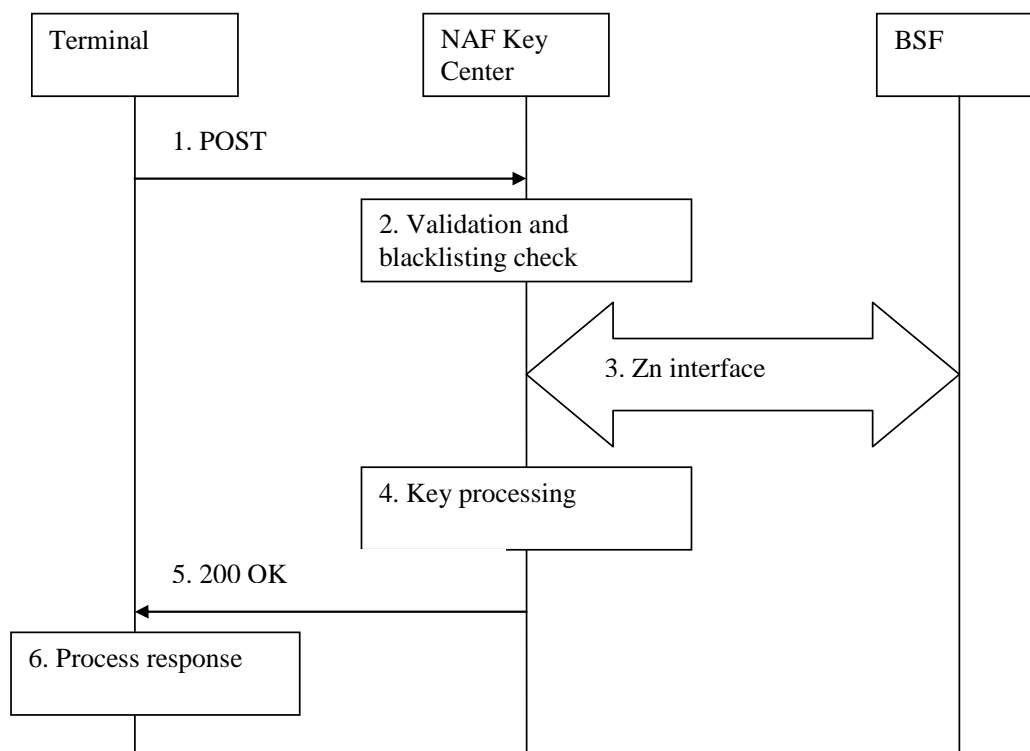 Terminal
NAF Key
Center
BSF
1. POST
2. Validation and
blacklisting check
3. Zn interface
4. Key processing
5. 200 OK
6. Process response